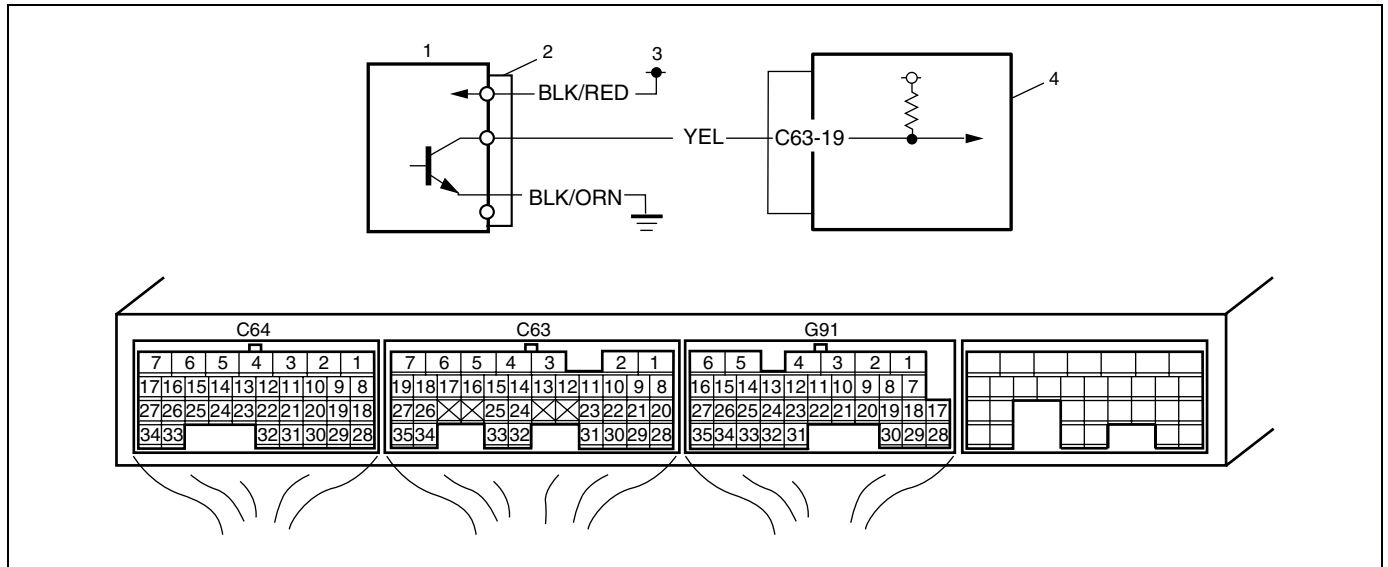 1 2 3
BLK/RED
4
YEL C63-19
BLK/ORN
C64 C63 G91
7 6 5 4 3 2 1 7 6 5 4 3 2 1 6 5 4 3 2 1
17 16 15 14 13 12 11 10 9 8 19 18 17 16 15 14 13 12 11 10 9 8 16 15 14 13 12 11 10 9 8 7
27 26 25 24 23 22 21 20 19 18 27 26 25 24 23 22 21 20 27 26 25 24 23 22 21 20 19 18 17
34 33 32 31 30 29 28 35 34 33 32 31 30 29 28 35 34 33 32 31 30 29 28